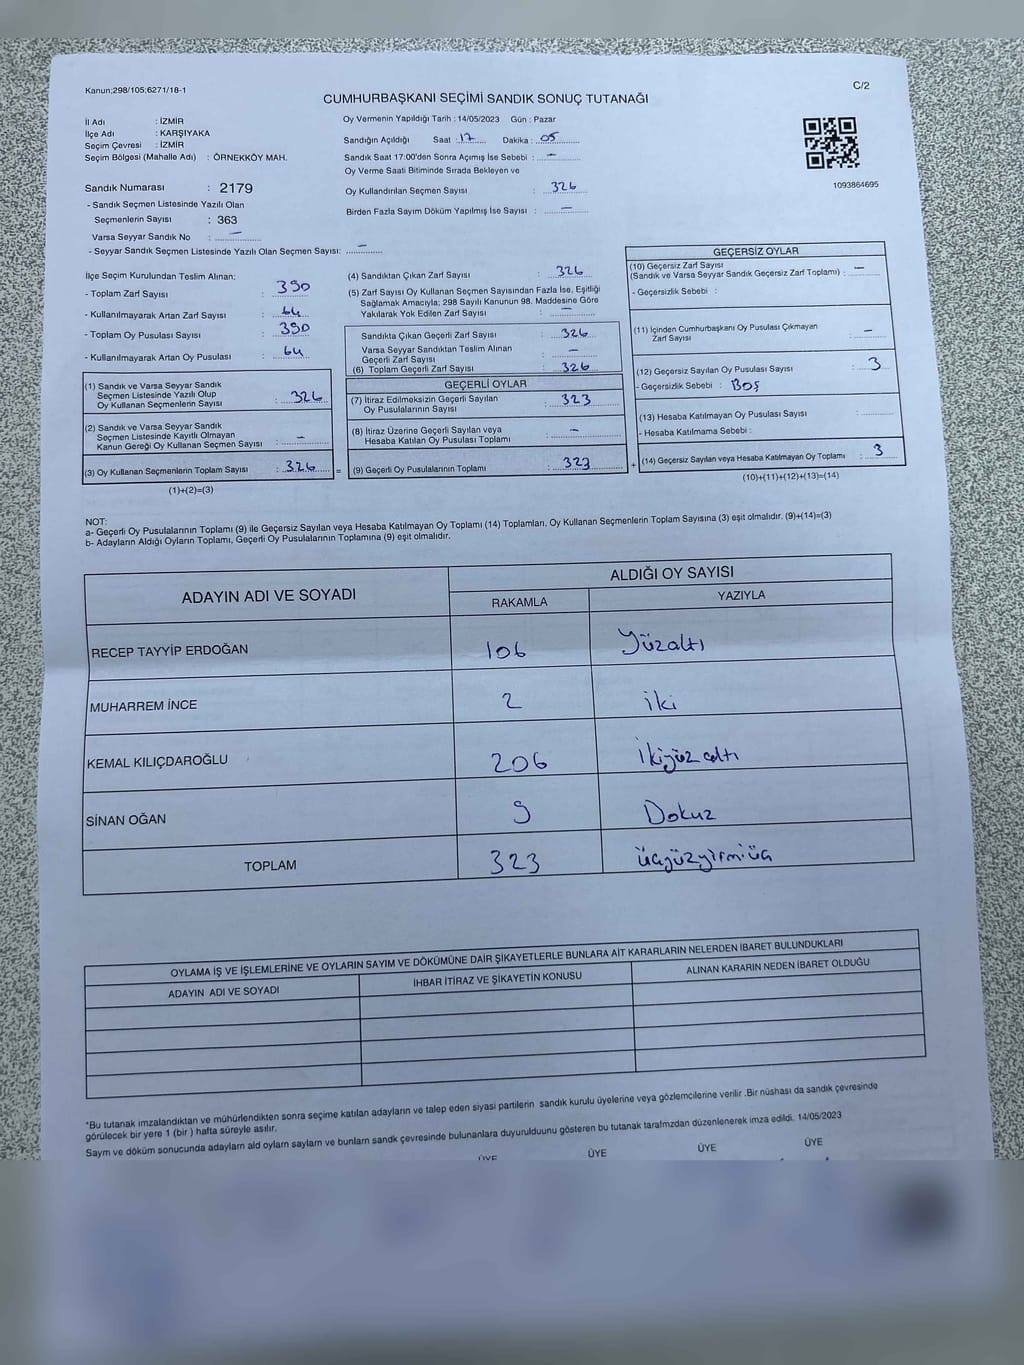 Kanun;298/105;6271/18-1
C/2
CUMHURBAŞKANI SEÇİMİ SANDIK SONUÇ TUTANAĞI
İl Adı : İZMİR
İlçe Adı : KARŞIYAKA
Seçim Çevresi : İZMİR
Seçim Bölgesi (Mahalle Adı) : ÖRNEKKÖY MAH.
Sandık Numarası : 2179
- Sandık Seçmen Listesinde Yazılı Olan
Seçmenlerin Sayısı : 363
Varsa Seyyar Sandık No : —
- Seyyar Sandık Seçmen Listesinde Yazılı Olan Seçmen Sayısı: —
Oy Vermenin Yapıldığı Tarih : 14/05/2023 Gün : Pazar
Sandığın Açıldığı Saat 17 Dakika : 05
Sandık Saat 17:00'den Sonra Açımış İse Sebebi : —
Oy Verme Saati Bitiminde Sırada Bekleyen ve
Oy Kullandırılan Seçmen Sayısı : 326
Birden Fazla Sayım Döküm Yapılmış İse Sayısı : —
1093864695
İlçe Seçim Kurulundan Teslim Alınan:
- Toplam Zarf Sayısı : 390
- Kullanılmayarak Artan Zarf Sayısı : 64
- Toplam Oy Pusulası Sayısı : 390
- Kullanılmayarak Artan Oy Pusulası : 64
(1) Sandık ve Varsa Seyyar Sandık
Seçmen Listesinde Yazılı Olup
Oy Kullanan Seçmenlerin Sayısı : 326
(2) Sandık ve Varsa Seyyar Sandık
Seçmen Listesinde Kayıtlı Olmayan
Kanun Gereği Oy Kullanan Seçmen Sayısı : —
(3) Oy Kullanan Seçmenlerin Toplam Sayısı : 326 =
(1)+(2)=(3)
(4) Sandıktan Çıkan Zarf Sayısı : 326
(5) Zarf Sayısı Oy Kullanan Seçmen Sayısından Fazla İse, Eşitliği
Sağlamak Amacıyla; 298 Sayılı Kanunun 98. Maddesine Göre
Yakılarak Yok Edilen Zarf Sayısı : —
Sandıkta Çıkan Geçerli Zarf Sayısı : 326
Varsa Seyyar Sandıktan Teslim Alınan
Geçerli Zarf Sayısı : —
(6) Toplam Geçerli Zarf Sayısı : 326
GEÇERLİ OYLAR
(7) İtiraz Edilmeksizin Geçerli Sayılan
Oy Pusulalarının Sayısı : 323
(8) İtiraz Üzerine Geçerli Sayılan veya
Hesaba Katılan Oy Pusulası Toplamı : —
(9) Geçerli Oy Pusulalarının Toplamı : 323 +
GEÇERSİZ OYLAR
(10) Geçersiz Zarf Sayısı
(Sandık ve Varsa Seyyar Sandık Geçersiz Zarf Toplamı) : —
- Geçersizlik Sebebi :
(11) İçinden Cumhurbaşkanı Oy Pusulası Çıkmayan
Zarf Sayısı : —
(12) Geçersiz Sayılan Oy Pusulası Sayısı : 3
- Geçersizlik Sebebi : Boş
(13) Hesaba Katılmayan Oy Pusulası Sayısı :
- Hesaba Katılmama Sebebi :
(14) Geçersiz Sayılan veya Hesaba Katılmayan Oy Toplamı : 3
(10)+(11)+(12)+(13)=(14)
NOT:
a- Geçerli Oy Pusulalarının Toplamı (9) ile Geçersiz Sayılan veya Hesaba Katılmayan Oy Toplamı (14) Toplamları, Oy Kullanan Seçmenlerin Toplam Sayısına (3) eşit olmalıdır. (9)+(14)=(3)
b- Adayların Aldığı Oyların Toplamı, Geçerli Oy Pusulalarının Toplamına (9) eşit olmalıdır.
ADAYIN ADI VE SOYADI
ALDIĞI OY SAYISI
RAKAMLA YAZIYLA
RECEP TAYYİP ERDOĞAN 106 Yüzaltı
MUHARREM İNCE 2 iki
KEMAL KILIÇDAROĞLU 206 ikiyüz altı
SİNAN OĞAN 9 Dokuz
TOPLAM 323 üçyüzyirmiüç
OYLAMA İŞ VE İŞLEMLERİNE VE OYLARIN SAYIM VE DÖKÜMÜNE DAİR ŞİKAYETLERLE BUNLARA AİT KARARLARIN NELERDEN İBARET BULUNDUKLARI
ADAYIN ADI VE SOYADI İHBAR İTİRAZ VE ŞİKAYETİN KONUSU ALINAN KARARIN NEDEN İBARET OLDUĞU
*Bu tutanak imzalandıktan ve mühürlendikten sonra seçime katılan adayların ve talep eden siyasi partilerin sandık kurulu üyelerine veya gözlemcilerine verilir .Bir nüshası da sandık çevresinde
görülecek bir yere 1 (bir ) hafta süreyle asılır.
Saym ve döküm sonucunda adaylarn ald oylarn saylarn ve bunlarn sandk çevresinde bulunanlara duyurulduunu gösteren bu tutanak tarafmzdan düzenlenerek imza edildi. 14/05/2023
ÜYE ÜYE ÜYE ÜYE